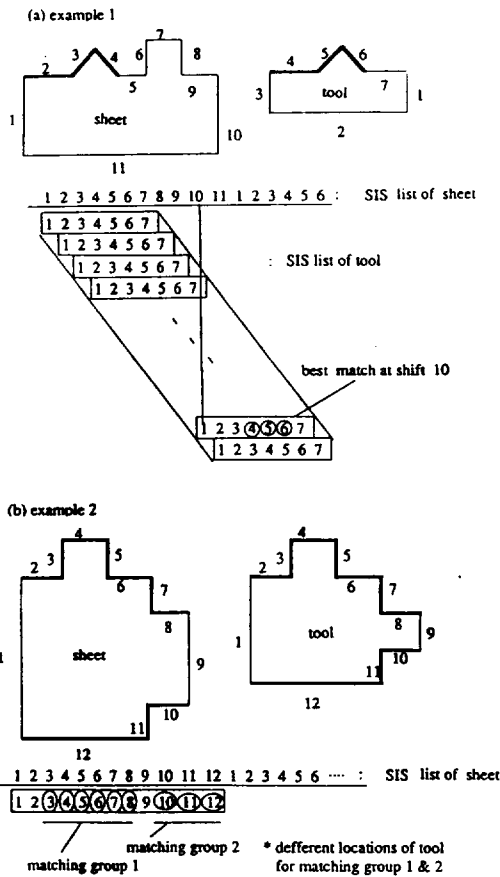 (a) example 1
7
3 4 6 8
2 5 9
1 sheet 10
11
5 6
4 7
3 tool 1
2
1 2 3 4 5 6 7 8 9 10 11 1 2 3 4 5 6 : SIS list of sheet
1 2 3 4 5 6 7
1 2 3 4 5 6 7
1 2 3 4 5 6 7 : SIS list of tool
1 2 3 4 5 6 7
best match at shift 10
1 2 3 4 5 6 7
1 2 3 4 5 6 7
(b) example 2
4
2 3 5
6 7
8
1 sheet 9
10
11
12
4
2 3 5
6 7
8
1 tool 9
10
11
12
1 2 3 4 5 6 7 8 9 10 11 12 1 2 3 4 5 6 ···· : SIS list of sheet
1 2 3 4 5 6 7 8 9 10 11 12
matching group 1
matching group 2
* defferent locations of tool
for matching group 1 & 2